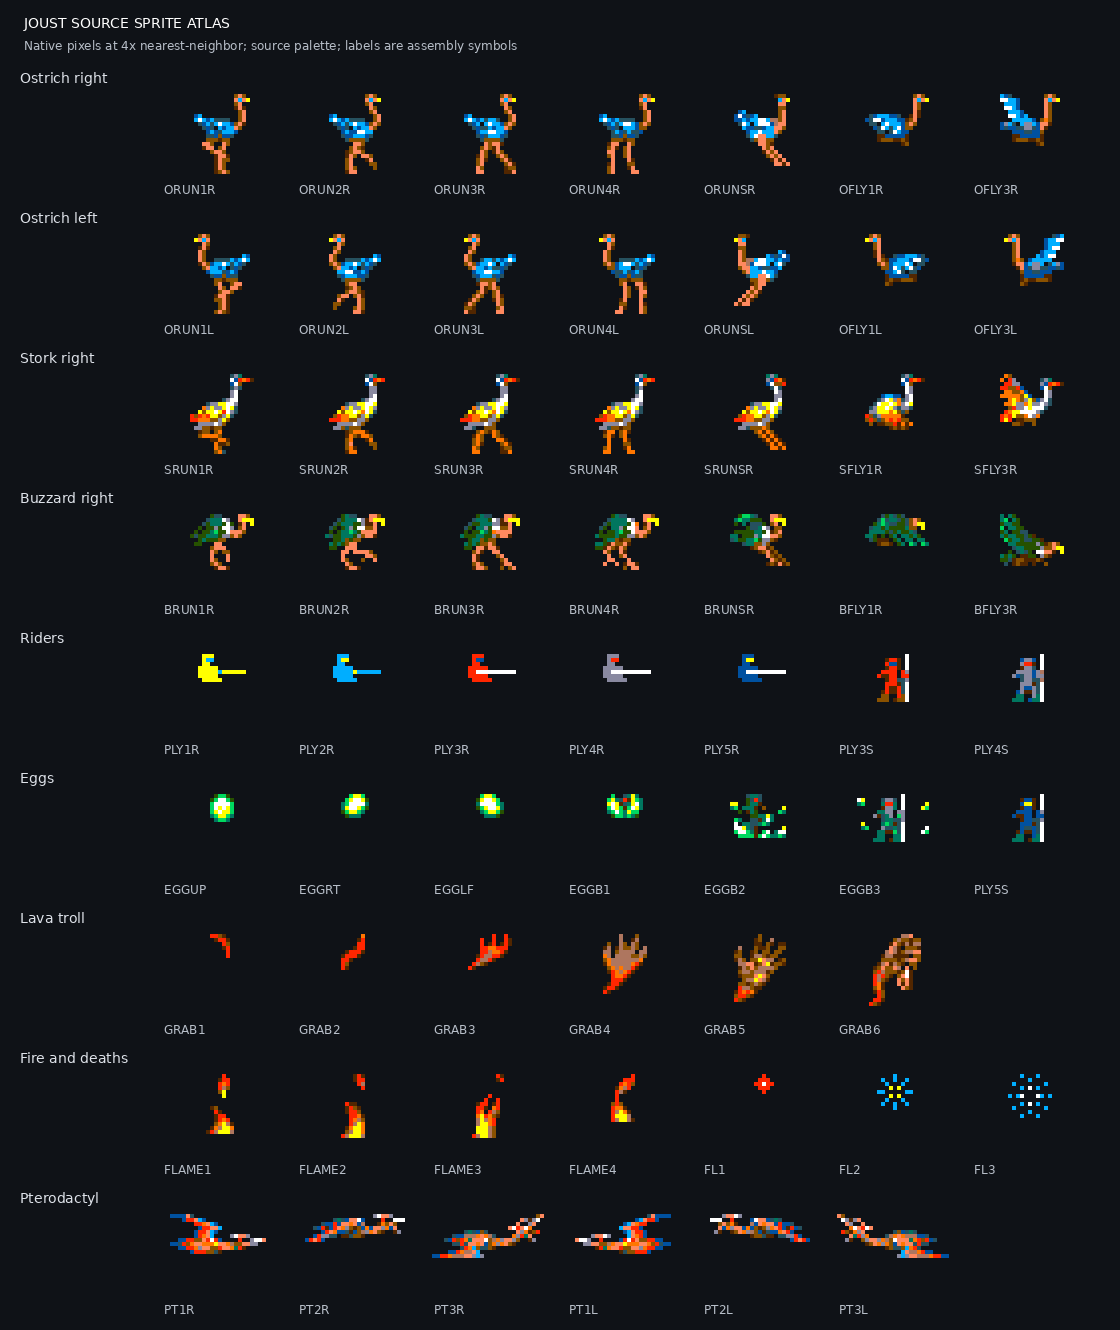 JOUST SOURCE SPRITE ATLAS
Native pixels at 4x nearest-neighbor; source palette; labels are assembly symbols
Ostrich right
ORUN1R ORUN2R ORUN3R ORUN4R ORUNSR OFLY1R OFLY3R
Ostrich left
ORUN1L ORUN2L ORUN3L ORUN4L ORUNSL OFLY1L OFLY3L
Stork right
SRUN1R SRUN2R SRUN3R SRUN4R SRUNSR SFLY1R SFLY3R
Buzzard right
BRUN1R BRUN2R BRUN3R BRUN4R BRUNSR BFLY1R BFLY3R
Riders
PLY1R PLY2R PLY3R PLY4R PLY5R PLY3S PLY4S
Eggs
EGGUP EGGRT EGGLF EGGB1 EGGB2 EGGB3 PLY5S
Lava troll
GRAB1 GRAB2 GRAB3 GRAB4 GRAB5 GRAB6
Fire and deaths
FLAME1 FLAME2 FLAME3 FLAME4 FL1 FL2 FL3
Pterodactyl
PT1R PT2R PT3R PT1L PT2L PT3L